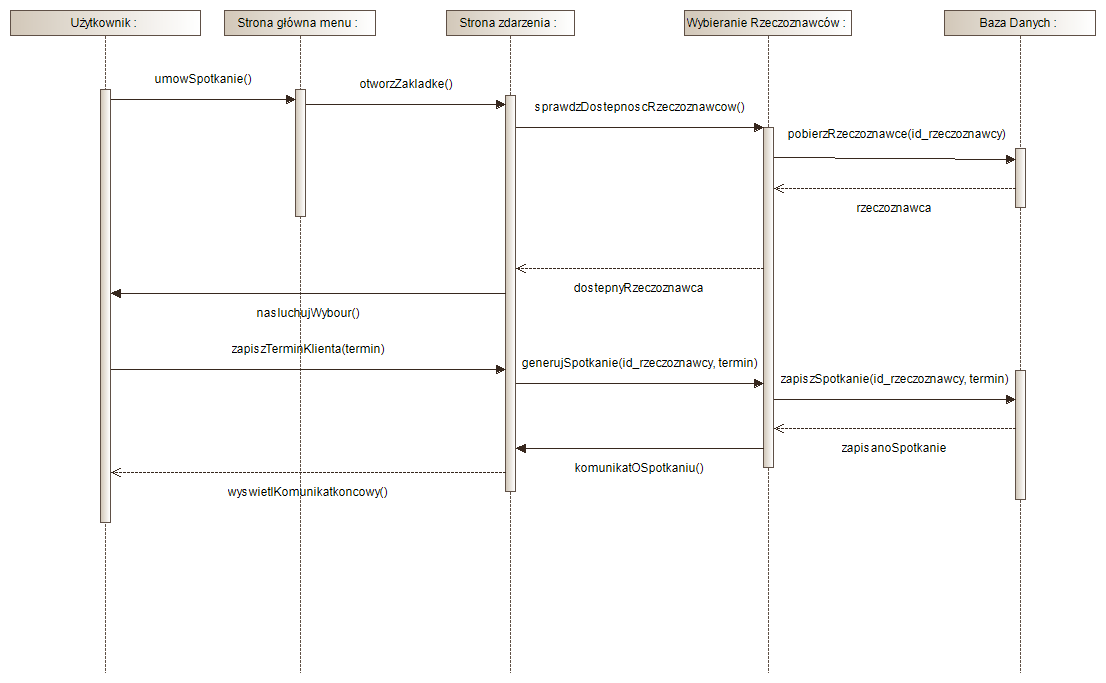 Użytkownik :
Strona główna menu :
Strona zdarzenia :
Wybieranie Rzeczoznawców :
Baza Danych :
umowSpotkanie()
otworzZakladke()
sprawdzDostepnoscRzeczoznawcow()
pobierzRzeczoznawce(id_rzeczoznawcy)
rzeczoznawca
dostepnyRzeczoznawca
nasluchujWybour()
zapiszTerminKlienta(termin)
generujSpotkanie(id_rzeczoznawcy, termin)
zapiszSpotkanie(id_rzeczoznawcy, termin)
zapisanoSpotkanie
komunikatOSpotkaniu()
wyswietlKomunikatkoncowy()